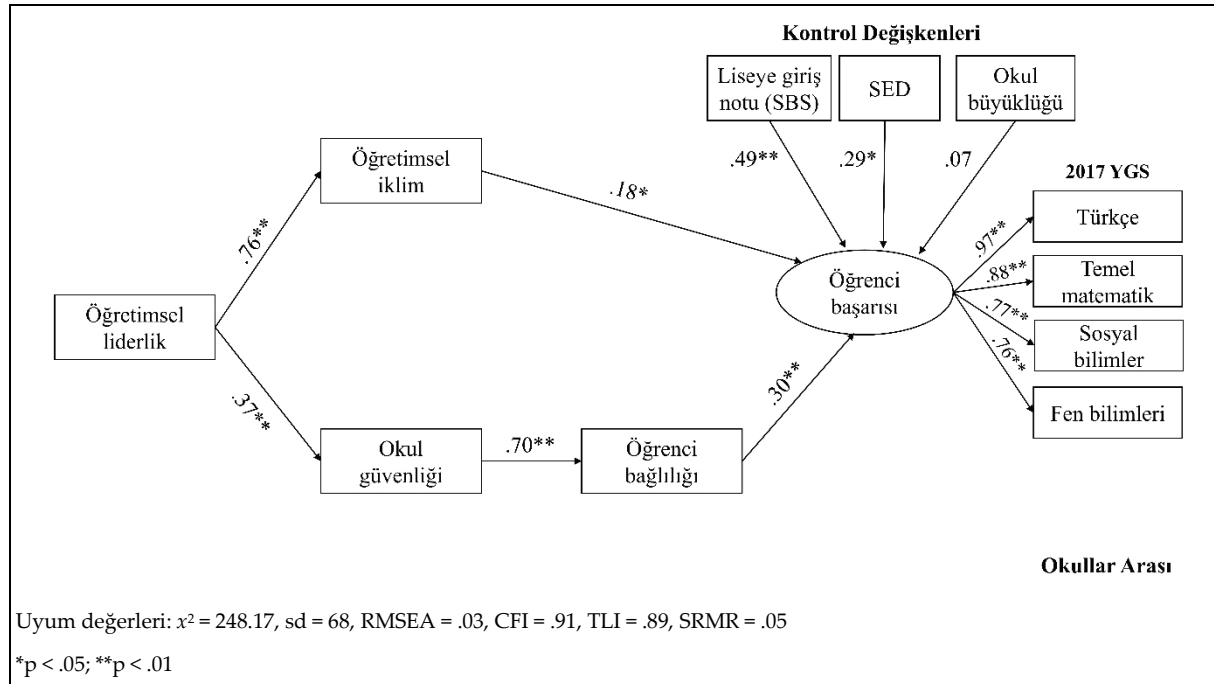 Kontrol Değişkenleri
Liseye giriş
notu (SBS)
SED
Okul
büyüklüğü
.49**
.29*
.07
2017 YGS
Öğretimsel
iklim
.18*
.76**
Türkçe
.97**
Temel
matematik
.88**
Öğrenci
başarısı
.77**
Sosyal
bilimler
.76**
Fen bilimleri
Öğretimsel
liderlik
.37**
Okul
güvenliği
.70**
Öğrenci
bağlılığı
.30**
Okullar Arası
Uyum değerleri: x² = 248.17, sd = 68, RMSEA = .03, CFI = .91, TLI = .89, SRMR = .05
*p < .05; **p < .01